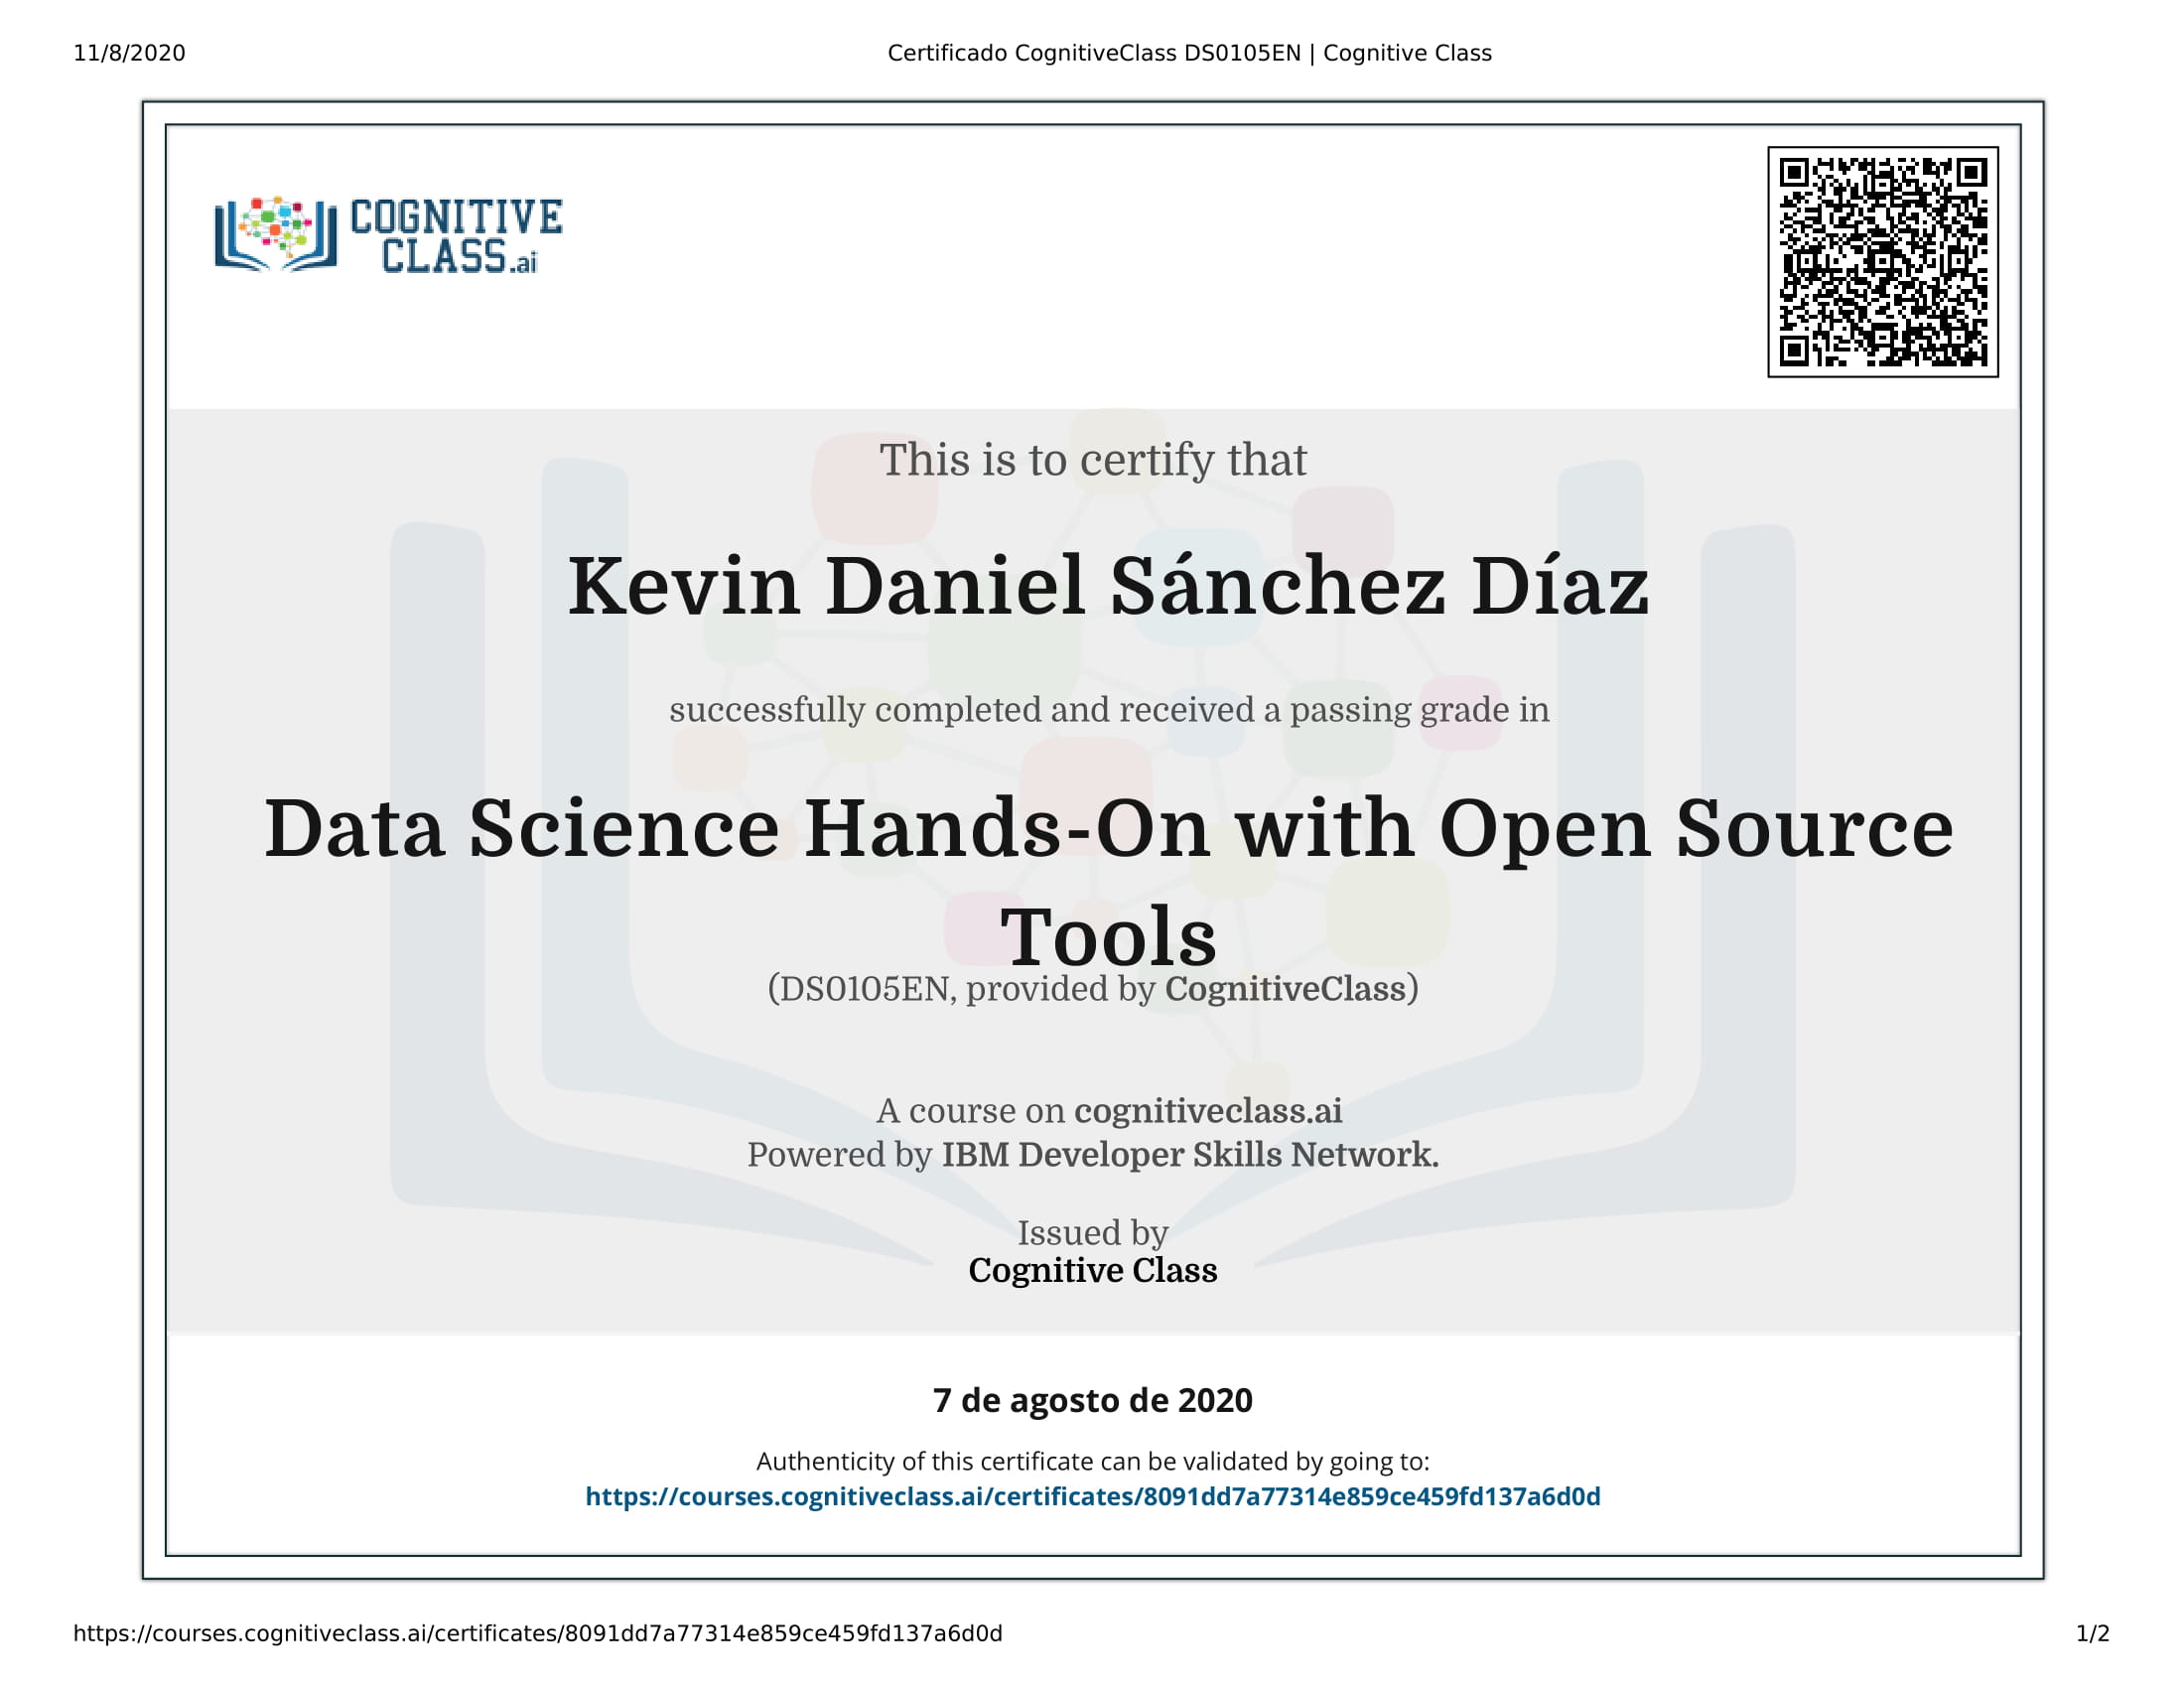 11/8/2020
Certificado CognitiveClass DS0105EN | Cognitive Class
COGNITIVE
CLASS.ai
This is to certify that
Kevin Daniel Sánchez Díaz
successfully completed and received a passing grade in
Data Science Hands-On with Open Source
Tools
(DS0105EN, provided by CognitiveClass)
A course on cognitiveclass.ai
Powered by IBM Developer Skills Network.
Issued by
Cognitive Class
7 de agosto de 2020
Authenticity of this certificate can be validated by going to:
https://courses.cognitiveclass.ai/certificates/8091dd7a77314e859ce459fd137a6d0d
https://courses.cognitiveclass.ai/certificates/8091dd7a77314e859ce459fd137a6d0d
1/2